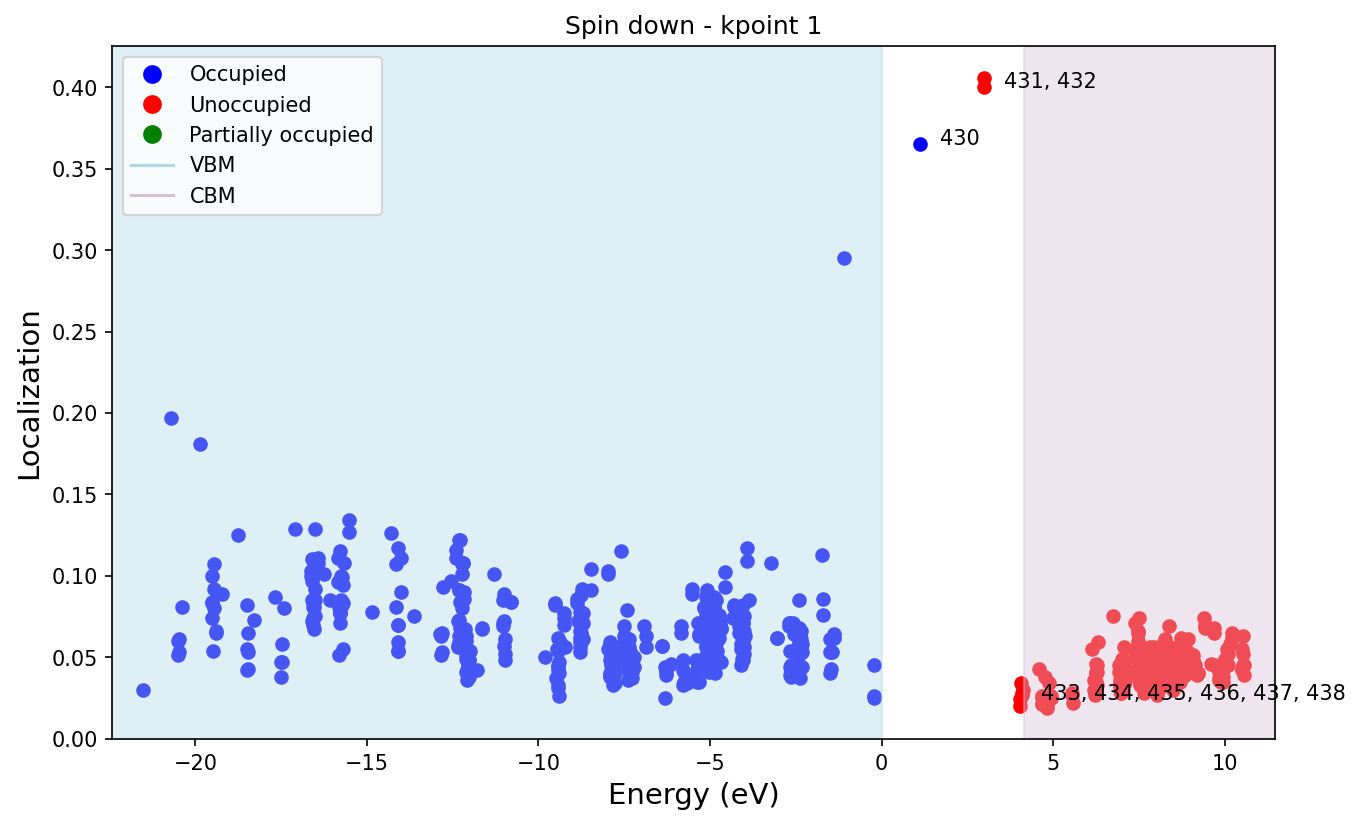 Spin down - kpoint 1
Occupied
Unoccupied
Partially occupied
VBM
CBM
431, 432
430
433, 434, 435, 436, 437, 438
0.40
0.35
0.30
0.25
0.20
0.15
0.10
0.05
0.00
Localization
−20
−15
−10
−5
0
5
10
Energy (eV)